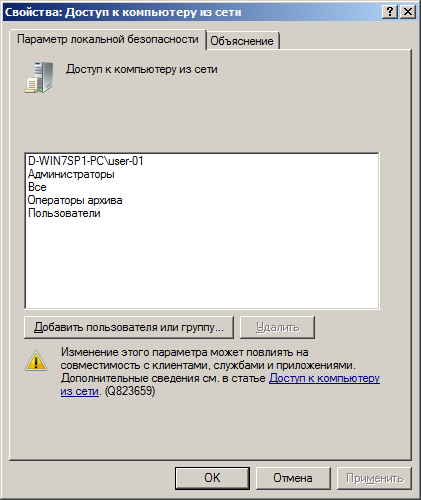 Свойства: Доступ к компьютеру из сети
Параметр локальной безопасности
Объяснение
Доступ к компьютеру из сети
D-WIN7SP1-PC\user-01
Администраторы
Все
Операторы архива
Пользователи
Добавить пользователя или группу...
Удалить
Изменение этого параметра может повлиять на
совместимость с клиентами, службами и приложениями.
Дополнительные сведения см. в статье Доступ к компьютеру
из сети. (Q823659)
OK
Отмена
Применить